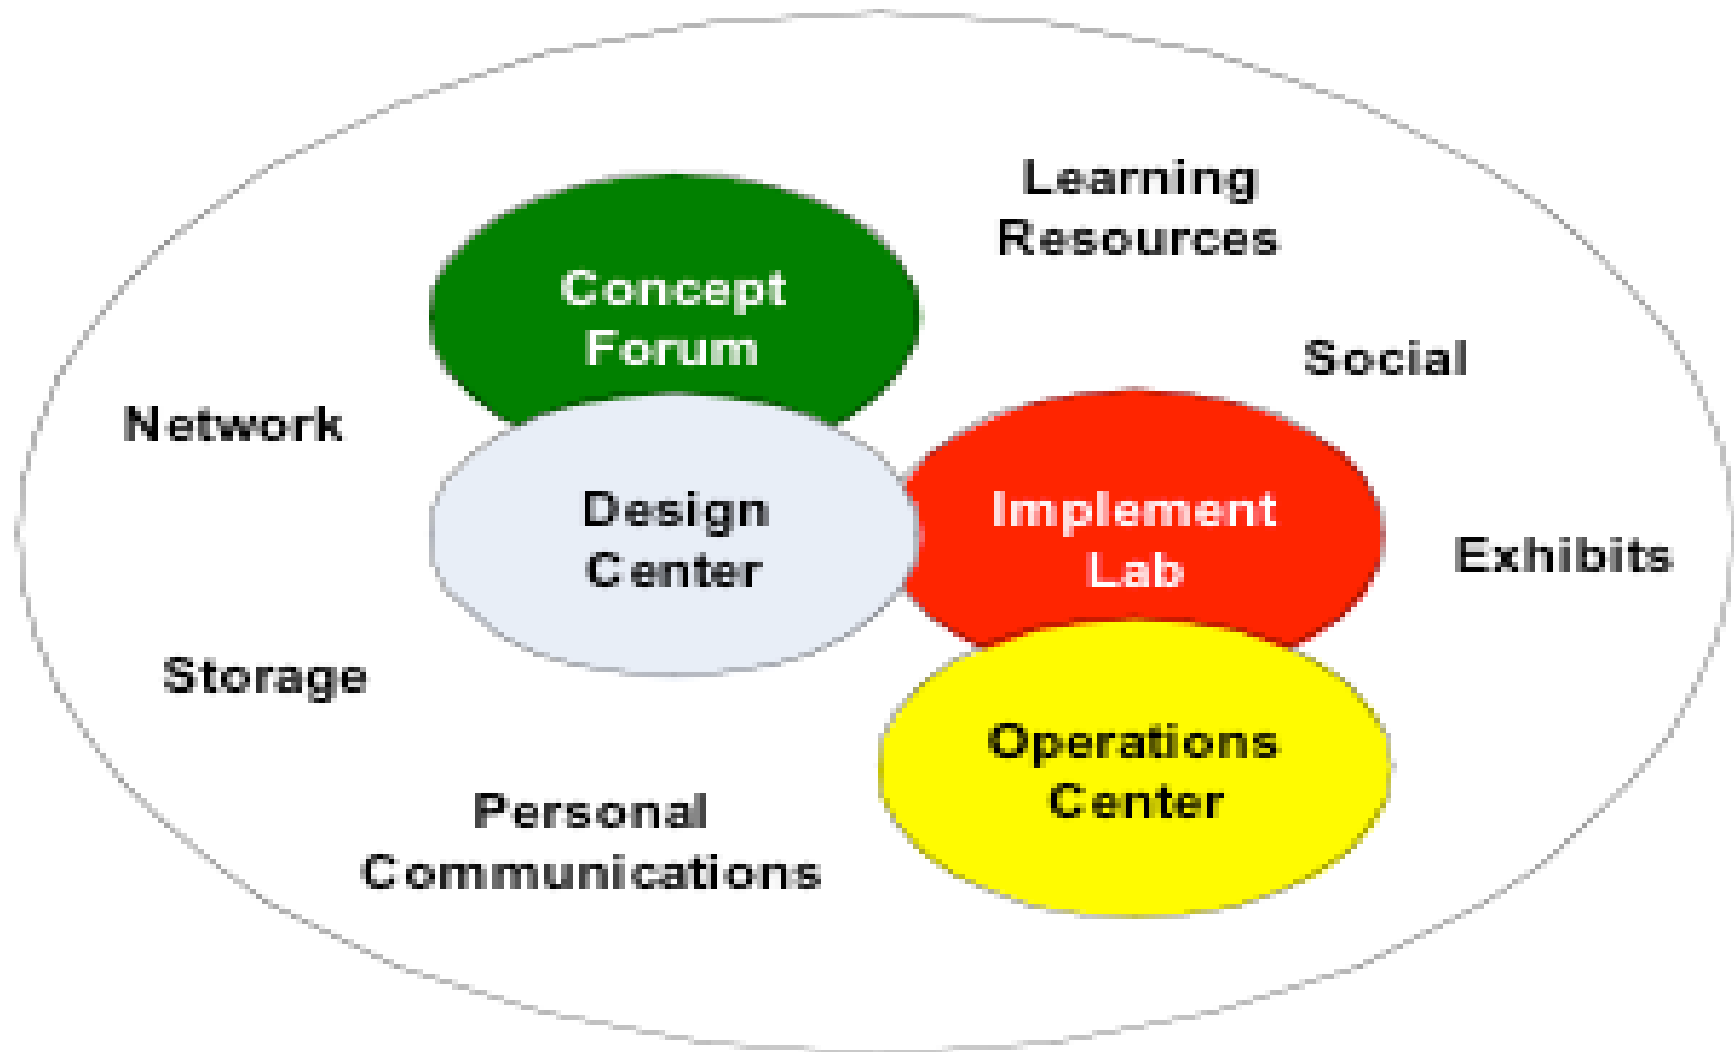 Learning
Resources
Concept
Forum
Social
Network
Design
Center
Implement
Lab
Exhibits
Storage
Operations
Center
Personal
Communications